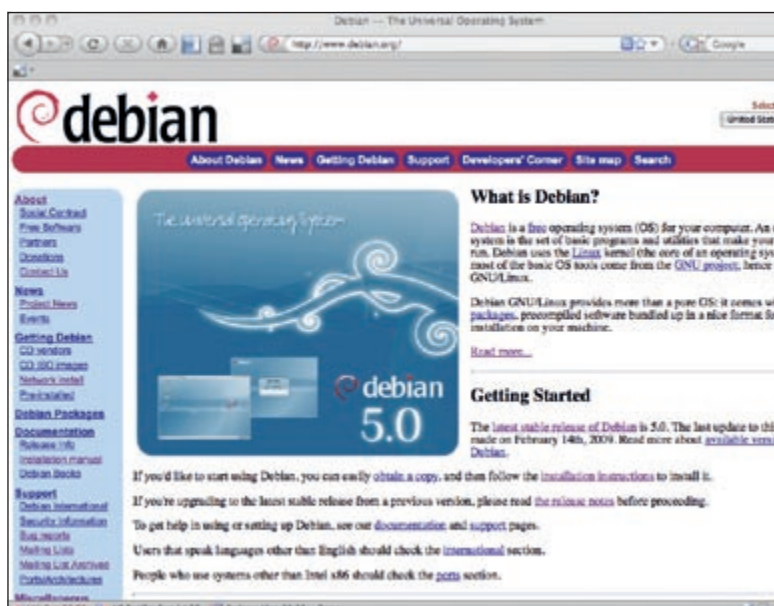 Debian — The Universal Operating System
http://www.debian.org/
Google
debian
Select
United Stat
About Debian News Getting Debian Support Developers' Corner Site map Search
About
Social Contract
Free Software
Partners
Donations
Contact Us
News
Project News
Events
Getting Debian
CD vendors
CD ISO images
Network install
Pre-installed
Debian Packages
Documentation
Release Info
Installation manual
Debian Books
Support
Debian International
Security Information
Bug reports
Mailing Lists
Mailing List Archives
Ports/Architectures
Miscellaneous
The universal operating system
debian
5.0
What is Debian?
Debian is a free operating system (OS) for your computer. An
system is the set of basic programs and utilities that make your
run. Debian uses the Linux kernel (the core of an operating sys
most of the basic OS tools come from the GNU project; hence
GNU/Linux.
Debian GNU/Linux provides more than a pure OS: it comes w
packages, precompiled software bundled up in a nice format fo
installation on your machine.
Read more...
Getting Started
The latest stable release of Debian is 5.0. The last update to thi
made on February 14th, 2009. Read more about available vers
Debian.
If you'd like to start using Debian, you can easily obtain a copy, and then follow the installation instructions to install it.
If you're upgrading to the latest stable release from a previous version, please read the release notes before proceeding.
To get help in using or setting up Debian, see our documentation and support pages.
Users that speak languages other than English should check the international section.
People who use systems other than Intel x86 should check the ports section.